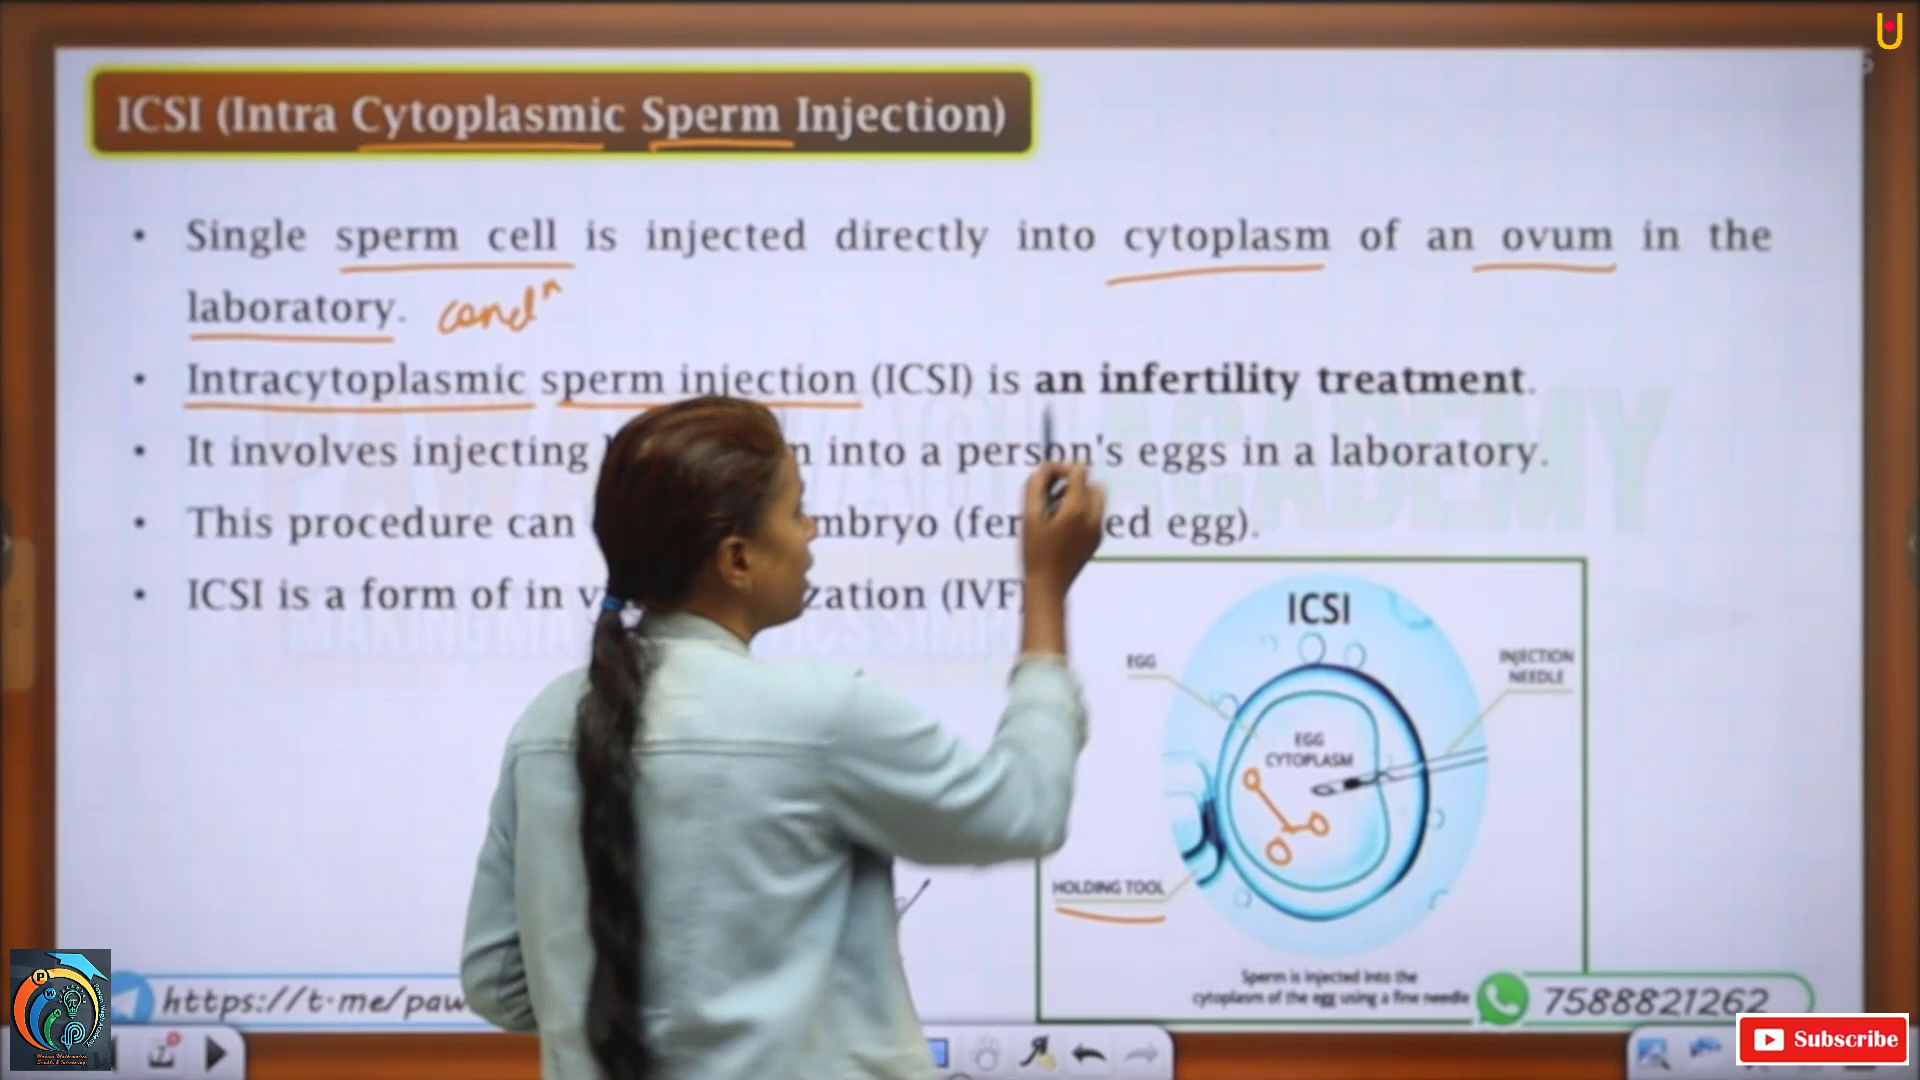 ICSI (Intra Cytoplasmic Sperm Injection)
• Single sperm cell is injected directly into cytoplasm of an ovum in the
laboratory. condⁿ
• Intracytoplasmic sperm injection (ICSI) is an infertility treatment.
• It involves injecting into a person's eggs in a laboratory.
• This procedure can (fer ed egg).
• ICSI is a form of in v zation (IVF)
ICSI
EGG
INJECTION
NEEDLE
EGG
CYTOPLASM
HOLDING TOOL
Sperm is injected into the
cytoplasm of the egg using a fine needle
https://t.me/paw
7588821262
Subscribe